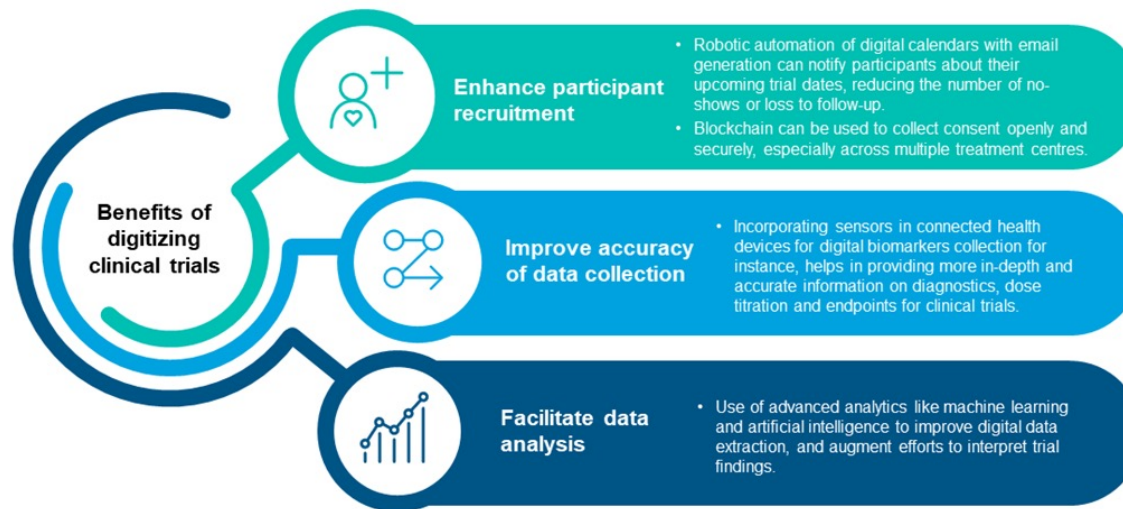 Benefits of
digitizing
clinical trials
Enhance participant
recruitment
• Robotic automation of digital calendars with email
generation can notify participants about their
upcoming trial dates, reducing the number of no-
shows or loss to follow-up.
• Blockchain can be used to collect consent openly and
securely, especially across multiple treatment centres.
Improve accuracy
of data collection
• Incorporating sensors in connected health
devices for digital biomarkers collection for
instance, helps in providing more in-depth and
accurate information on diagnostics, dose
titration and endpoints for clinical trials.
Facilitate data
analysis
• Use of advanced analytics like machine learning
and artificial intelligence to improve digital data
extraction, and augment efforts to interpret trial
findings.